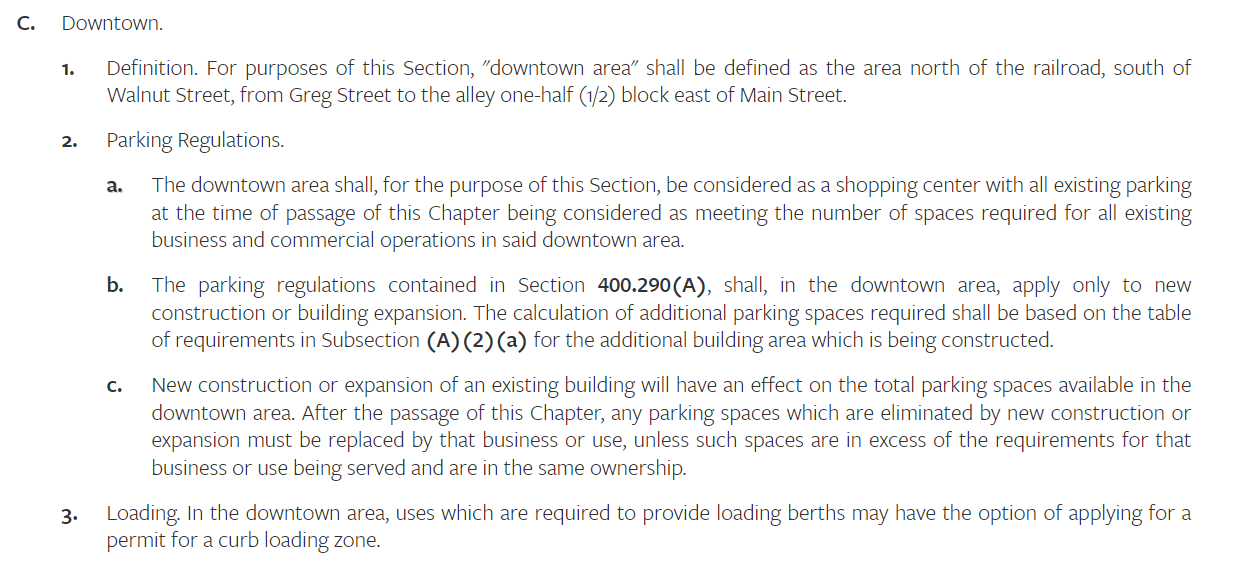 C. Downtown.
1. Definition. For purposes of this Section, "downtown area" shall be defined as the area north of the railroad, south of
Walnut Street, from Greg Street to the alley one-half (1/2) block east of Main Street.
2. Parking Regulations.
a. The downtown area shall, for the purpose of this Section, be considered as a shopping center with all existing parking
at the time of passage of this Chapter being considered as meeting the number of spaces required for all existing
business and commercial operations in said downtown area.
b. The parking regulations contained in Section 400.290(A), shall, in the downtown area, apply only to new
construction or building expansion. The calculation of additional parking spaces required shall be based on the table
of requirements in Subsection (A)(2)(a) for the additional building area which is being constructed.
c. New construction or expansion of an existing building will have an effect on the total parking spaces available in the
downtown area. After the passage of this Chapter, any parking spaces which are eliminated by new construction or
expansion must be replaced by that business or use, unless such spaces are in excess of the requirements for that
business or use being served and are in the same ownership.
3. Loading. In the downtown area, uses which are required to provide loading berths may have the option of applying for a
permit for a curb loading zone.